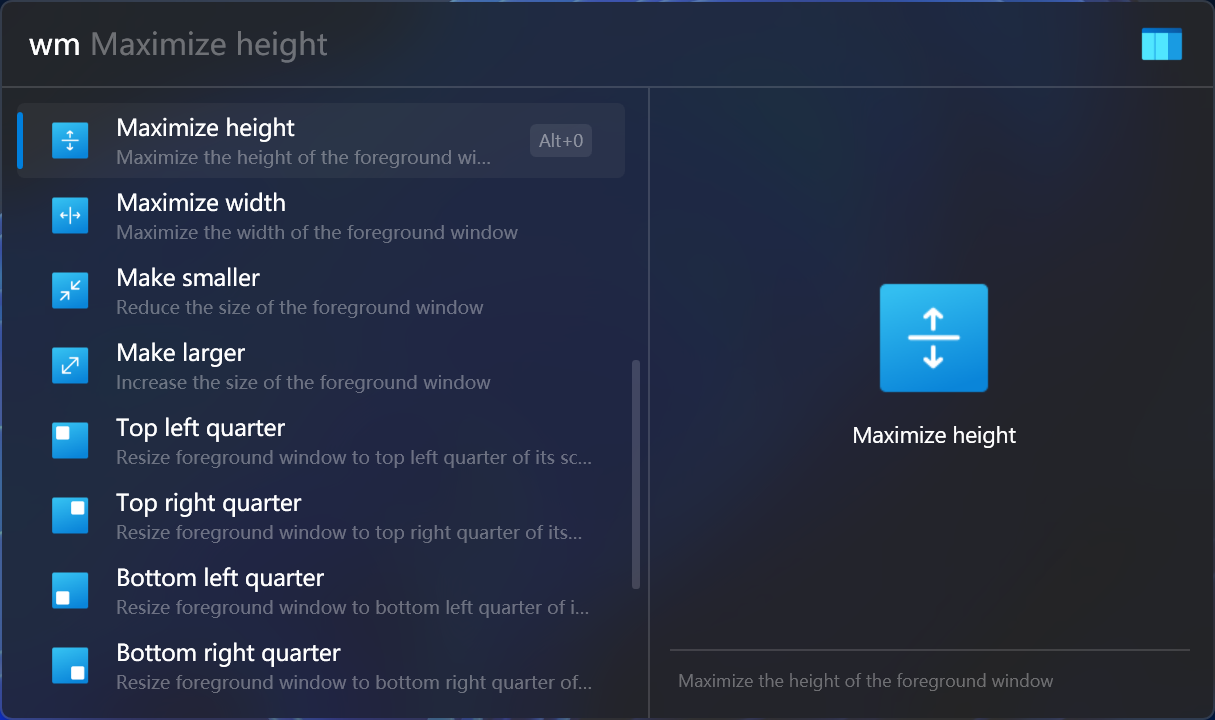 wm Maximize height
Maximize height
Maximize the height of the foreground wi...
Alt+0
Maximize width
Maximize the width of the foreground window
Make smaller
Reduce the size of the foreground window
Make larger
Increase the size of the foreground window
Top left quarter
Resize foreground window to top left quarter of its sc...
Top right quarter
Resize foreground window to top right quarter of its...
Bottom left quarter
Resize foreground window to bottom left quarter of i...
Bottom right quarter
Resize foreground window to bottom right quarter of...
Maximize height
Maximize the height of the foreground window